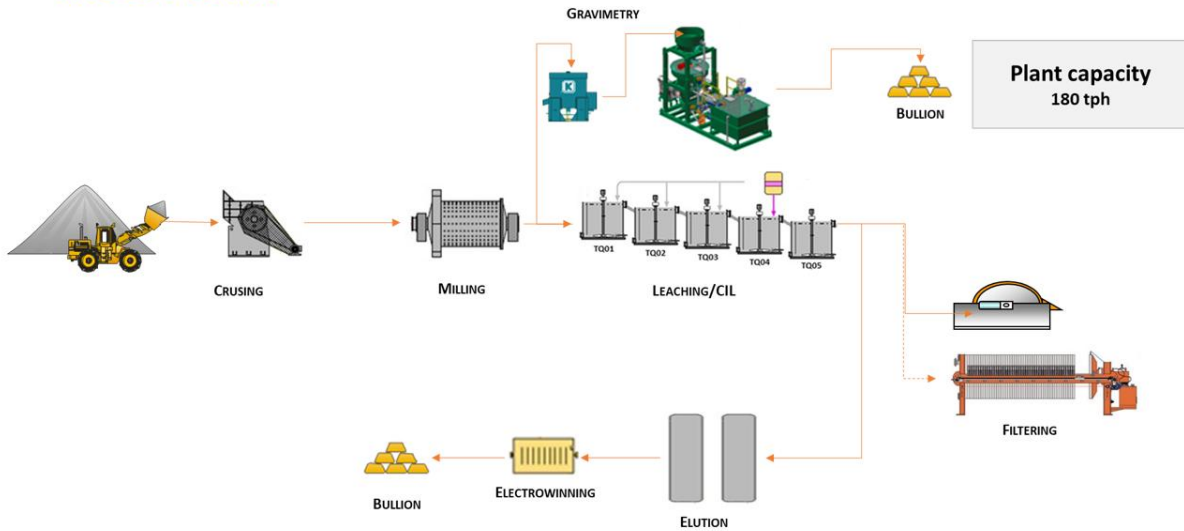 GRAVIMETRY
K
BULLION
Plant capacity
180 tph
TQ01
TQ02
TQ03
TQ04
TQ05
CRUSING
MILLING
LEACHING/CIL
FILTERING
BULLION
ELECTROWINNING
ELUTION